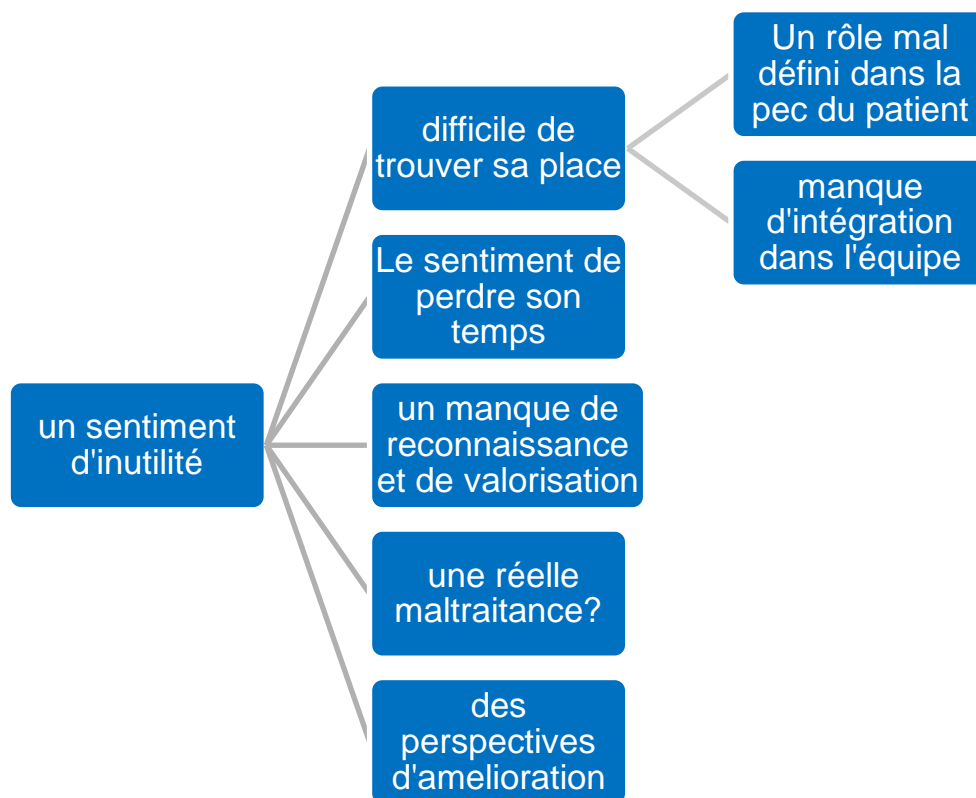 un sentiment
d'inutilité
difficile de
trouver sa place
Un rôle mal
défini dans la
pec du patient
manque
d'intégration
dans l'équipe
Le sentiment de
perdre son
temps
un manque de
reconnaissance
et de valorisation
une réelle
maltraitance?
des
perspectives
d'amelioration